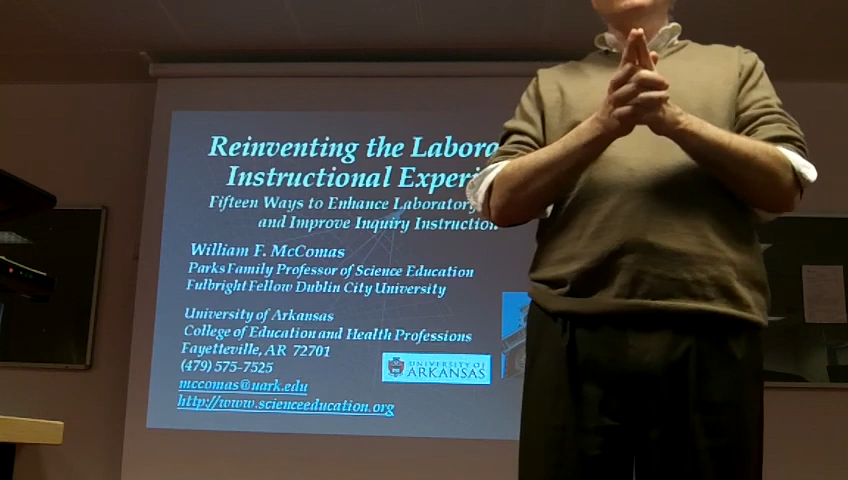 Reinventing the Labora
Instructional Experi
Fifteen Ways to Enhance Laboratory
and Improve Inquiry Instruction
William F. McComas
Parks Family Professor of Science Education
Fulbright Fellow Dublin City University
University of Arkansas
College of Education and Health Professions
Fayetteville, AR 72701
(479) 575-7525
mccomas@uark.edu
http://www.scienceeducation.org
UNIVERSITY OF
ARKANSAS